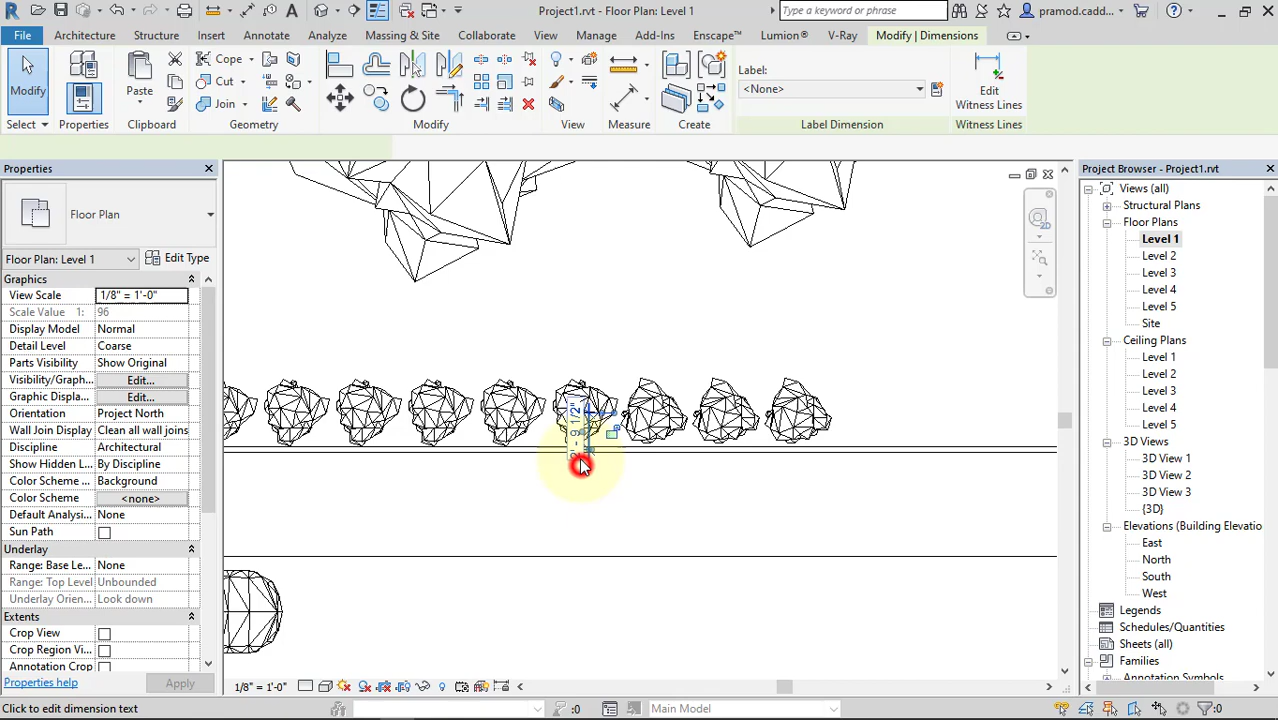 Project1.rvt - Floor Plan: Level 1
Type a keyword or phrase
pramod.cadd...
File
Architecture
Structure
Insert
Annotate
Analyze
Massing & Site
Collaborate
View
Manage
Add-Ins
Enscape™
Lumion®
V-Ray
Modify | Dimensions
Modify
Select
Properties
Paste
Clipboard
Cope
Cut
Join
Geometry
Modify
View
Measure
Create
Label:
<None>
Label Dimension
Edit
Witness Lines
Witness Lines
Properties
Floor Plan
Floor Plan: Level 1
Edit Type
Graphics
View Scale 1/8" = 1'-0"
Scale Value 1: 96
Display Model Normal
Detail Level Coarse
Parts Visibility Show Original
Visibility/Graph... Edit...
Graphic Displa... Edit...
Orientation Project North
Wall Join Display Clean all wall joins
Discipline Architectural
Show Hidden L... By Discipline
Color Scheme ... Background
Color Scheme <none>
Default Analysi... None
Sun Path
Underlay
Range: Base Le... None
Range: Top Level Unbounded
Underlay Orien... Look down
Extents
Crop View
Crop Region Vi...
Annotation Crop
Properties help
Apply
2' - 9 1/2"
2D
Project Browser - Project1.rvt
Views (all)
Structural Plans
Floor Plans
Level 1
Level 2
Level 3
Level 4
Level 5
Site
Ceiling Plans
Level 1
Level 2
Level 3
Level 4
Level 5
3D Views
3D View 1
3D View 2
3D View 3
{3D}
Elevations (Building Elevatio
East
North
South
West
Legends
Schedules/Quantities
Sheets (all)
Families
Annotation Symbols
1/8" = 1'-0"
Click to edit dimension text
:0
Main Model
:0